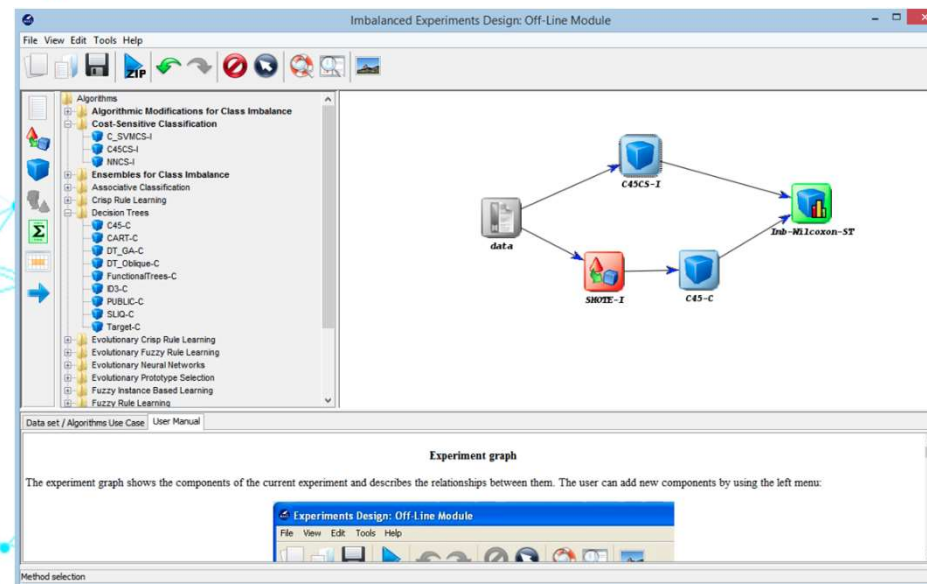 Imbalanced Experiments Design: Off-Line Module
File View Edit Tools Help
ZIP
Algorithms
Algorithmic Modifications for Class Imbalance
Cost-Sensitive Classification
C_SVMCS-I
C45CS-I
NNCS-I
Ensembles for Class Imbalance
Associative Classification
Crisp Rule Learning
Decision Trees
C45-C
CART-C
DT_GA-C
DT_Oblique-C
FunctionalTrees-C
ID3-C
PUBLIC-C
SLIQ-C
Target-C
Evolutionary Crisp Rule Learning
Evolutionary Fuzzy Rule Learning
Evolutionary Neural Networks
Evolutionary Prototype Selection
Fuzzy Instance Based Learning
Fuzzy Rule Learning
Σ
data
C45CS-I
SMOTE-I
C45-C
Imb-Wilcoxon-ST
Data set / Algorithms Use Case User Manual
Experiment graph
The experiment graph shows the components of the current experiment and describes the relationships between them. The user can add new components by using the left menu:
Experiments Design: Off-Line Module
File View Edit Tools Help
Method selection